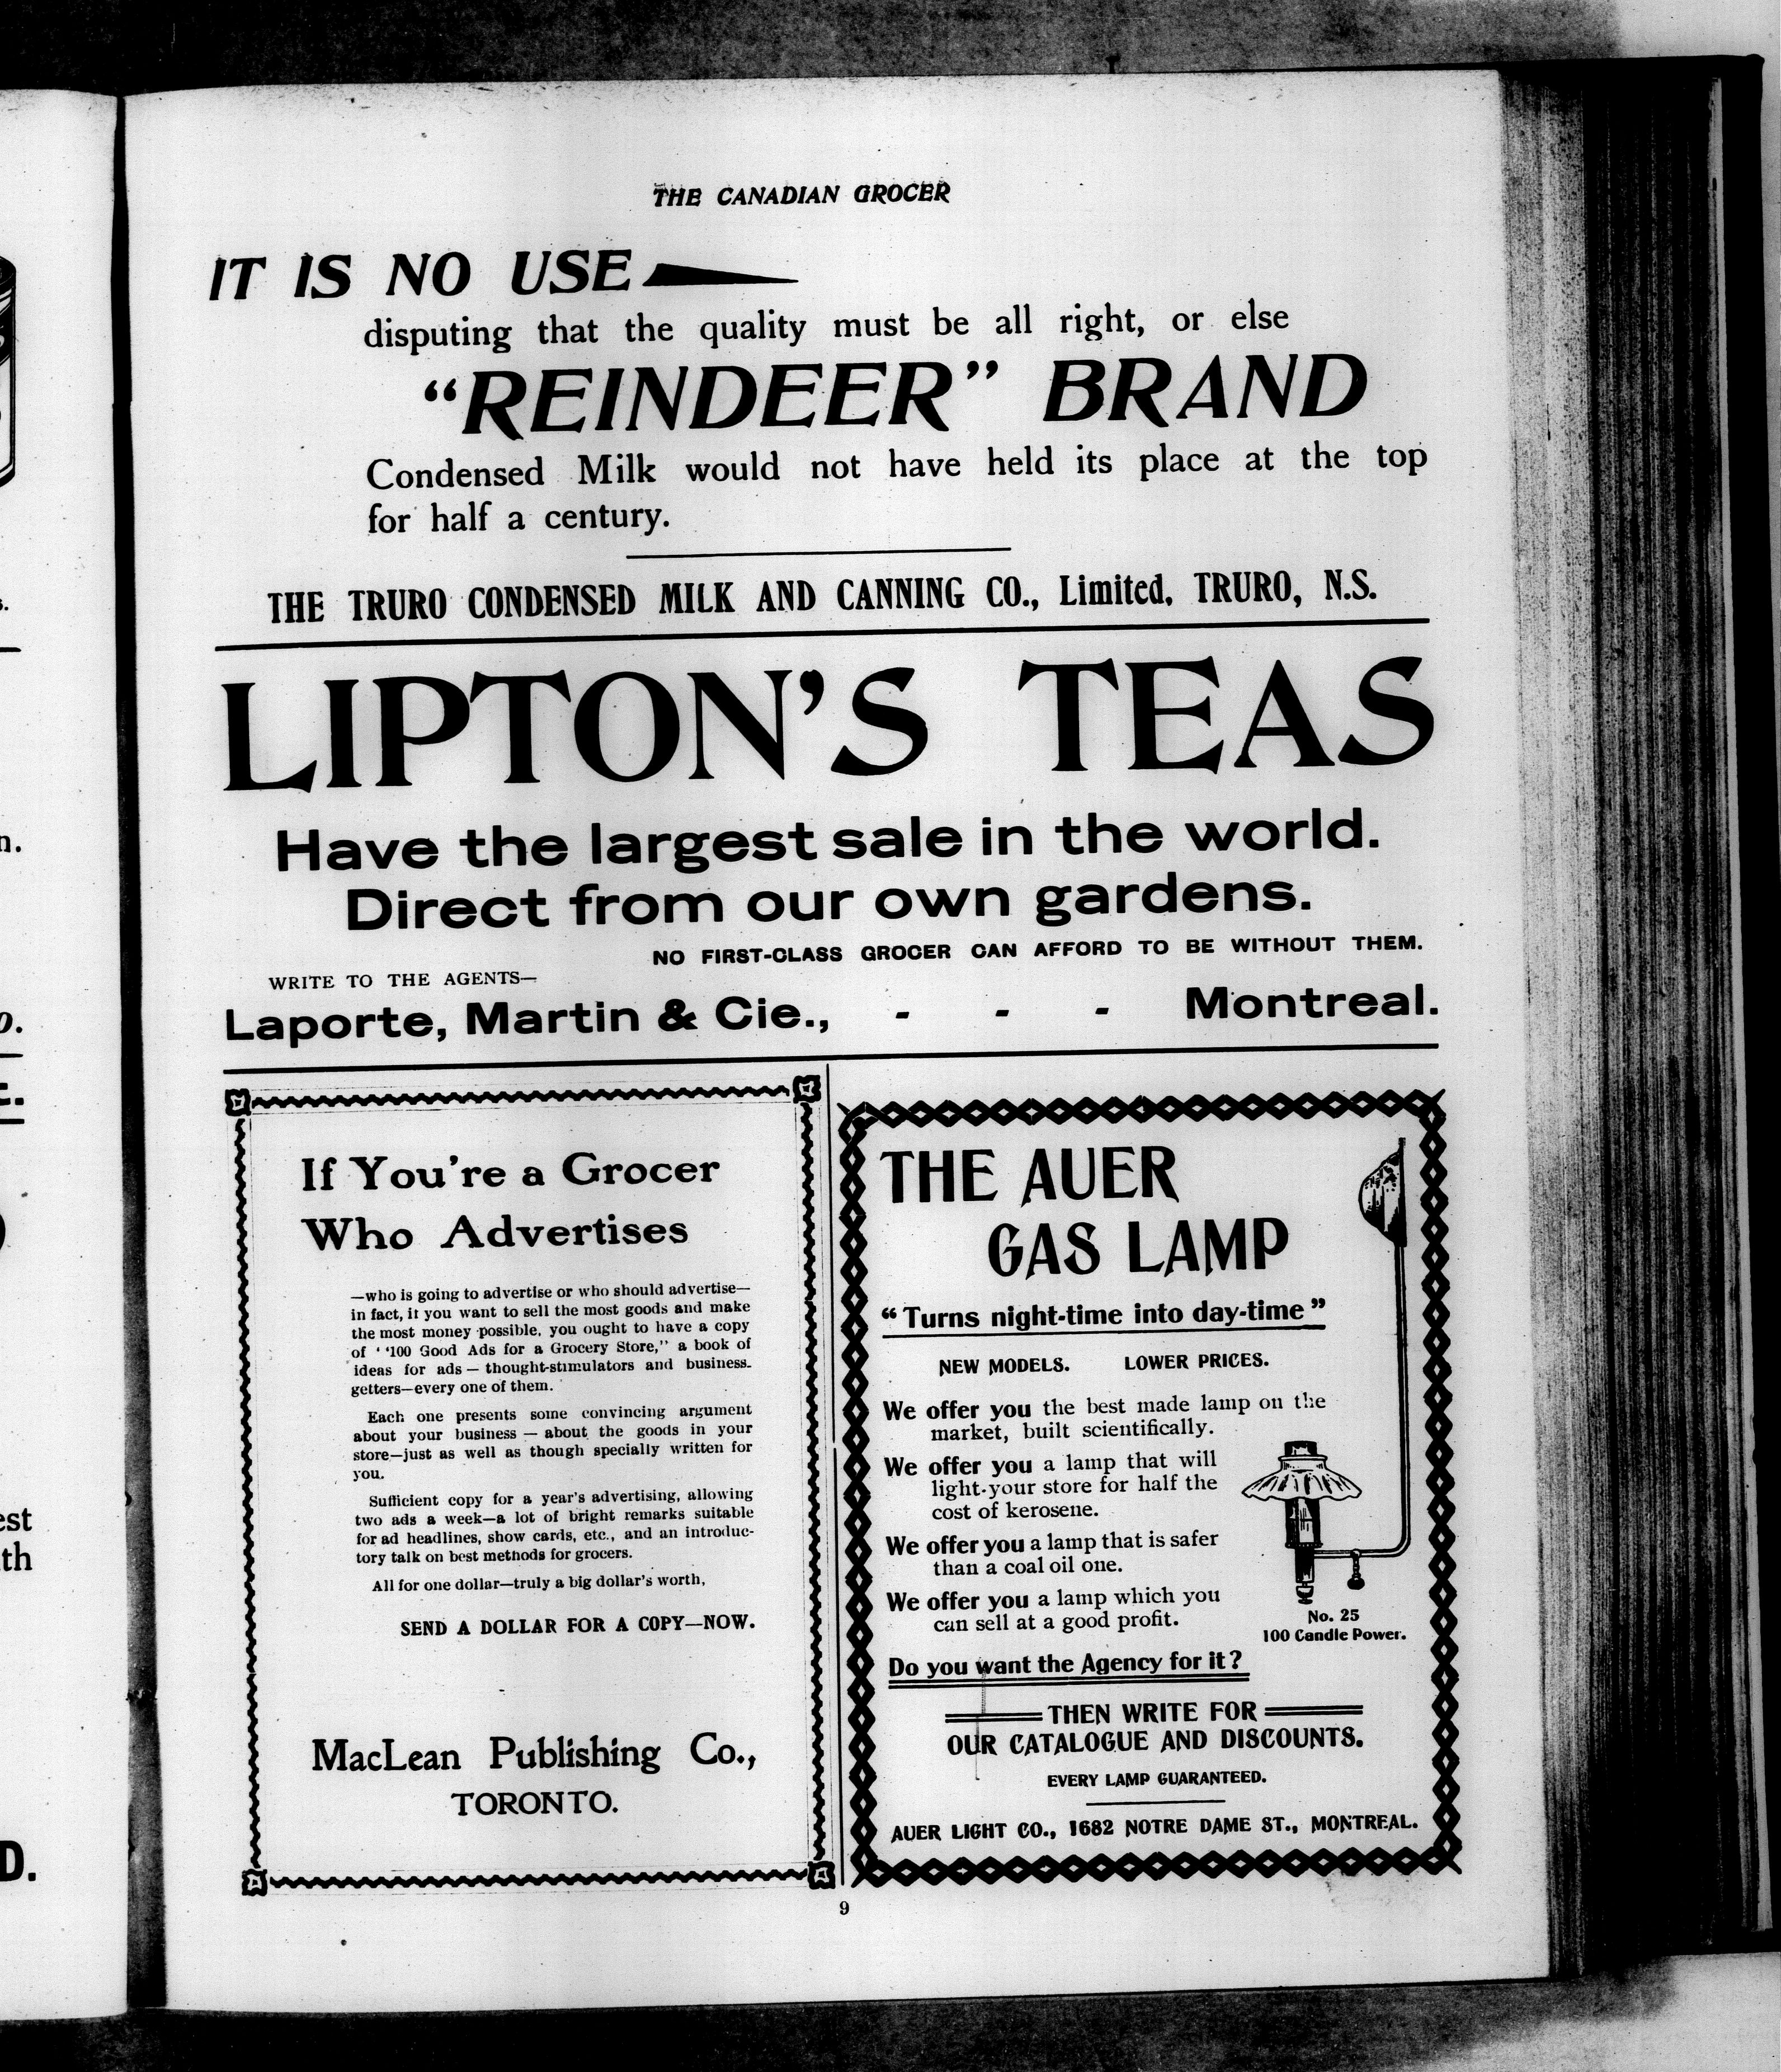 THE CANADIAN GROCER
IT IS NO USE
disputing that the quality must be all right, or else
"REINDEER" BRAND
Condensed Milk would not have held its place at the top
for half a century.
THE TRURO CONDENSED MILK AND CANNING CO., Limited, TRURO, N.S.
LIPTON'S TEAS
Have the largest sale in the world.
Direct from our own gardens.
NO FIRST-CLASS GROCER CAN AFFORD TO BE WITHOUT THEM.
WRITE TO THE AGENTS—
Laporte, Martin & Cie., - - - Montreal.
If You're a Grocer
Who Advertises
—who is going to advertise or who should advertise—
in fact, if you want to sell the most goods and make
the most money possible, you ought to have a copy
of ''100 Good Ads for a Grocery Store,'' a book of
ideas for ads — thought-stimulators and business-
getters—every one of them.
Each one presents some convincing argument
about your business — about the goods in your
store—just as well as though specially written for
you.
Sufficient copy for a year's advertising, allowing
two ads a week—a lot of bright remarks suitable
for ad headlines, show cards, etc., and an introduc-
tory talk on best methods for grocers.
All for one dollar—truly a big dollar's worth,
SEND A DOLLAR FOR A COPY—NOW.
MacLean Publishing Co.,
TORONTO.
THE AUER
GAS LAMP
"Turns night-time into day-time"
NEW MODELS. LOWER PRICES.
We offer you the best made lamp on the
market, built scientifically.
We offer you a lamp that will
light-your store for half the
cost of kerosene.
We offer you a lamp that is safer
than a coal oil one.
We offer you a lamp which you
can sell at a good profit.
No. 25
100 Candle Power.
Do you want the Agency for it?
THEN WRITE FOR
OUR CATALOGUE AND DISCOUNTS.
EVERY LAMP GUARANTEED.
AUER LIGHT CO., 1682 NOTRE DAME ST., MONTREAL.
9